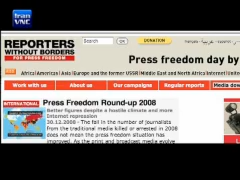 iran
VNC
REPORTERS
WITHOUT BORDERS
FOR PRESS FREEDOM
Search
OK
DONATION
Press freedom day by
Africa | Americas | Asia | Europe and the former USSR | Middle East and North Africa | Internet | Unit
Work with us
About us
Our campaigns
Regular reports
Media dow
INTERNATIONAL
Press Freedom Round-up 2008
Better figures despite a hostile climate and more
Internet repression
30.12.2008 - The fall in the number of journalists
from the traditional media killed or arrested in 2008
does not mean the press freedom situation has
improved. As the print and broadcast media evolve